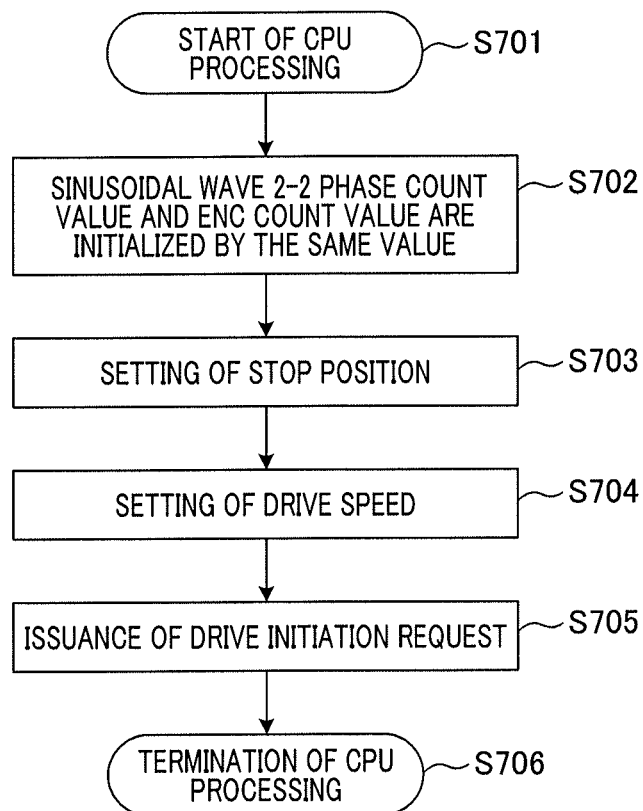 START OF CPU
PROCESSING
S701
SINUSOIDAL WAVE 2-2 PHASE COUNT
VALUE AND ENC COUNT VALUE ARE
INITIALIZED BY THE SAME VALUE
S702
SETTING OF STOP POSITION
S703
SETTING OF DRIVE SPEED
S704
ISSUANCE OF DRIVE INITIATION REQUEST
S705
TERMINATION OF CPU
PROCESSING
S706